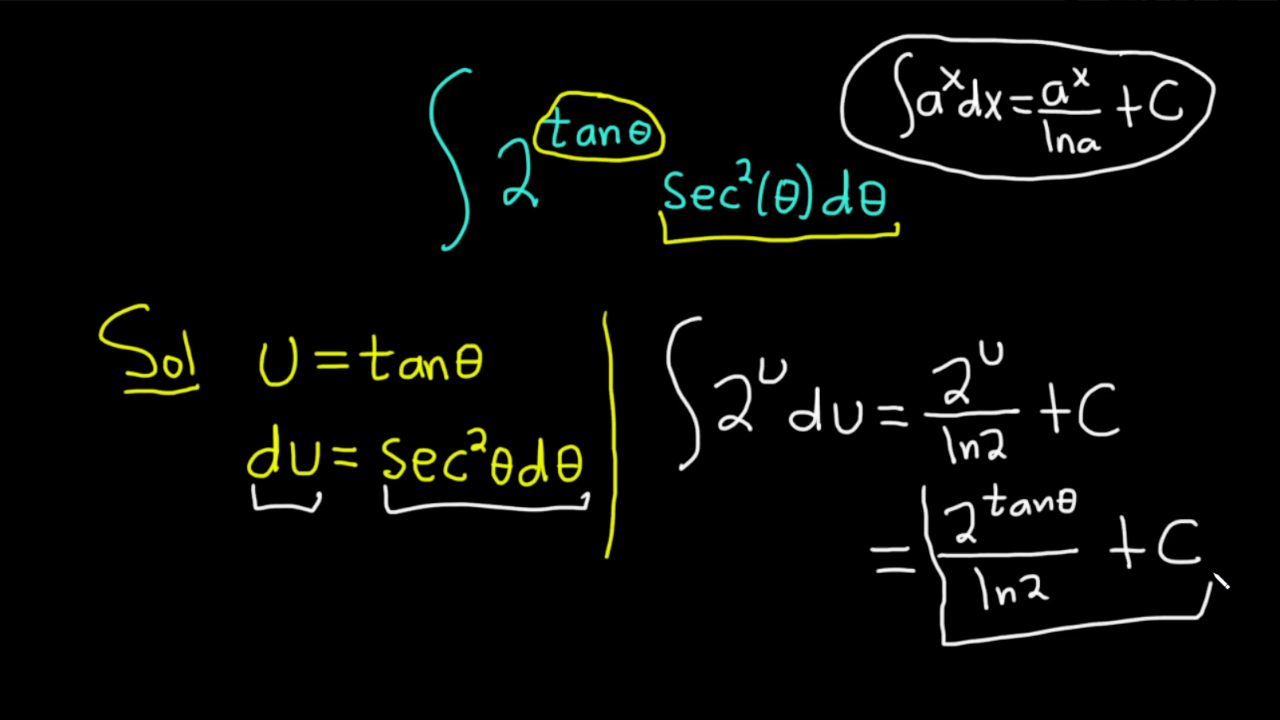 ∫ 2^{tanθ} sec²(θ) dθ
∫a^x dx = a^x/ln a + C
Sol U = tanθ
du = sec²θdθ
∫ 2^U du = 2^U/ln2 + C
= 2^{tanθ}/ln2 + C